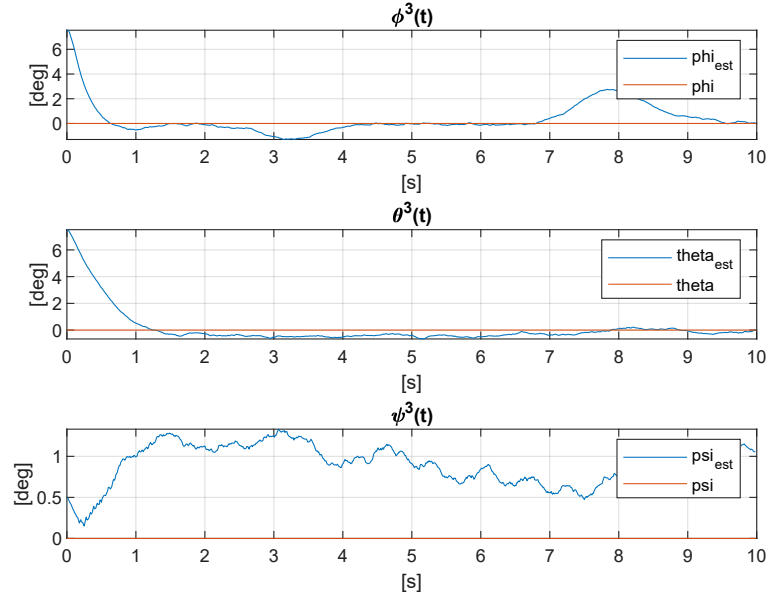 ϕ³(t)
[deg]
6
4
2
0
phi_est
phi
0 1 2 3 4 5 6 7 8 9 10
[s]
θ³(t)
[deg]
6
4
2
0
theta_est
theta
0 1 2 3 4 5 6 7 8 9 10
[s]
ψ³(t)
[deg]
1
0.5
0
psi_est
psi
0 1 2 3 4 5 6 7 8 9 10
[s]